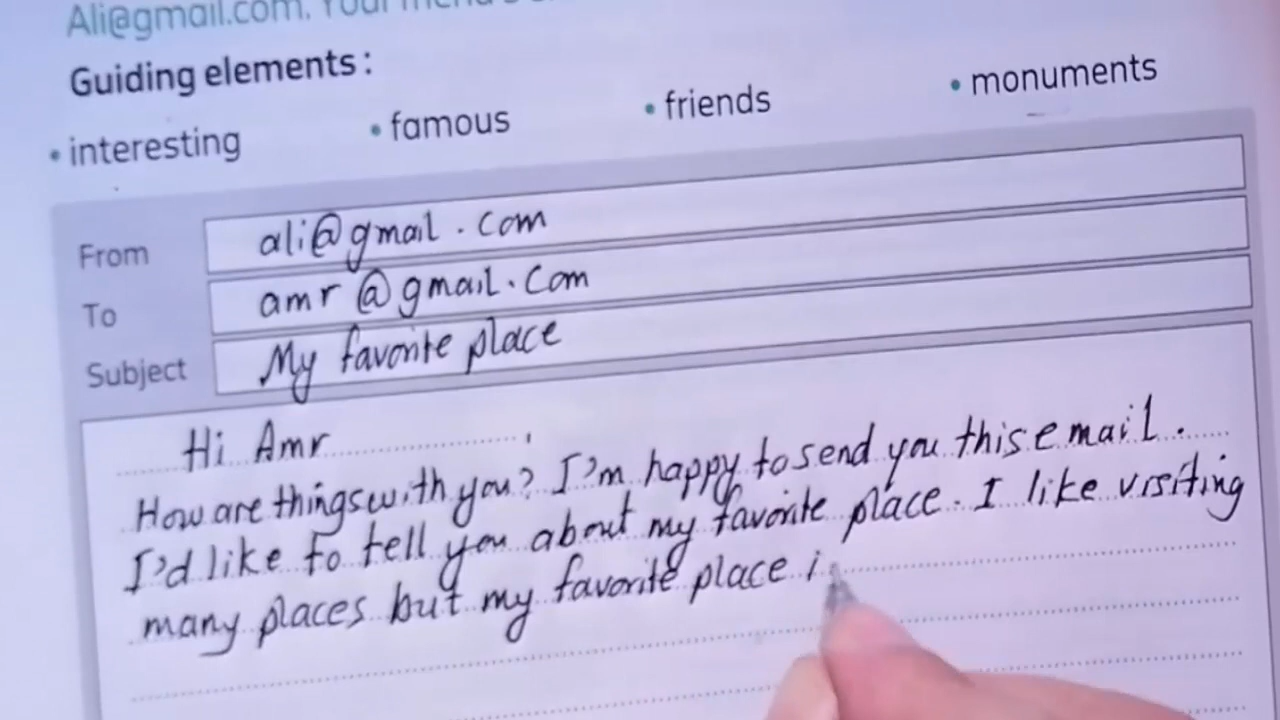 Ali@gmail.com. Your friend's
Guiding elements:
• interesting • famous • friends • monuments
From ali@gmail.com
To amr@gmail.com
Subject My favorite place
Hi Amr,
How are things with you? I'm happy to send you this email.
I'd like to tell you about my favorite place. I like visiting
many places but my favorite place i